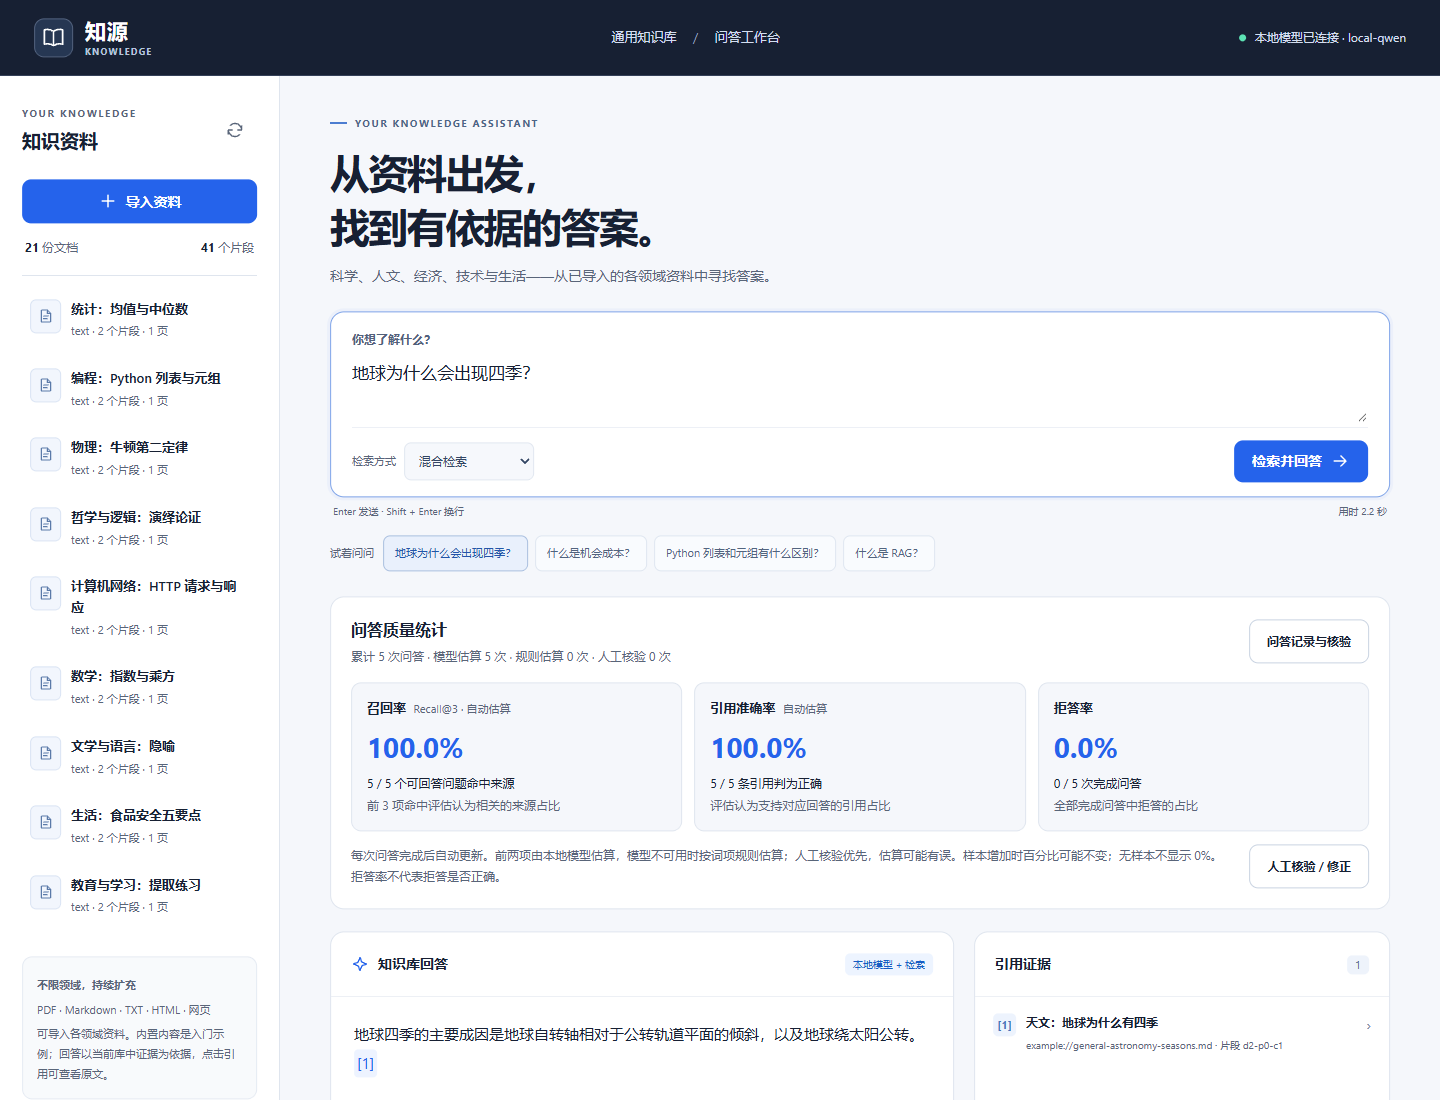 知源
KNOWLEDGE
通用知识库 / 问答工作台
本地模型已连接 · local-qwen
YOUR KNOWLEDGE
知识资料
导入资料
21 份文档
41 个片段
统计：均值与中位数
text · 2 个片段 · 1 页
编程：Python 列表与元组
text · 2 个片段 · 1 页
物理：牛顿第二定律
text · 2 个片段 · 1 页
哲学与逻辑：演绎论证
text · 2 个片段 · 1 页
计算机网络：HTTP 请求与响
应
text · 2 个片段 · 1 页
数学：指数与乘方
text · 2 个片段 · 1 页
文学与语言：隐喻
text · 2 个片段 · 1 页
生活：食品安全五要点
text · 2 个片段 · 1 页
教育与学习：提取练习
text · 2 个片段 · 1 页
不限领域，持续扩充
PDF · Markdown · TXT · HTML · 网页
可导入各领域资料。内置内容是入门示
例；回答以当前库中证据为依据，点击引
用可查看原文。
YOUR KNOWLEDGE ASSISTANT
从资料出发，
找到有依据的答案。
科学、人文、经济、技术与生活——从已导入的各领域资料中寻找答案。
你想了解什么？
地球为什么会出现四季？
检索方式
混合检索
检索并回答
Enter 发送 · Shift + Enter 换行
用时 2.2 秒
试着问问
地球为什么会出现四季？
什么是机会成本？
Python 列表和元组有什么区别？
什么是 RAG？
问答质量统计
累计 5 次问答 · 模型估算 5 次 · 规则估算 0 次 · 人工核验 0 次
问答记录与核验
召回率 Recall@3 · 自动估算
100.0%
5 / 5 个可回答问题命中来源
前 3 项命中评估认为相关的来源占比
引用准确率 自动估算
100.0%
5 / 5 条引用判为正确
评估认为支持对应回答的引用占比
拒答率
0.0%
0 / 5 次完成问答
全部完成问答中拒答的占比
每次问答完成后自动更新。前两项由本地模型估算，模型不可用时按词项规则估算；人工核验优先，估算可能有误。样本增加时百分比可能不变；无样本不显示 0%。
拒答率不代表拒答是否正确。
人工核验 / 修正
知识库回答
本地模型 + 检索
地球四季的主要成因是地球自转轴相对于公转轨道平面的倾斜，以及地球绕太阳公转。
[1]
引用证据
1
[1]
天文：地球为什么有四季
example://general-astronomy-seasons.md · 片段 d2-p0-c1